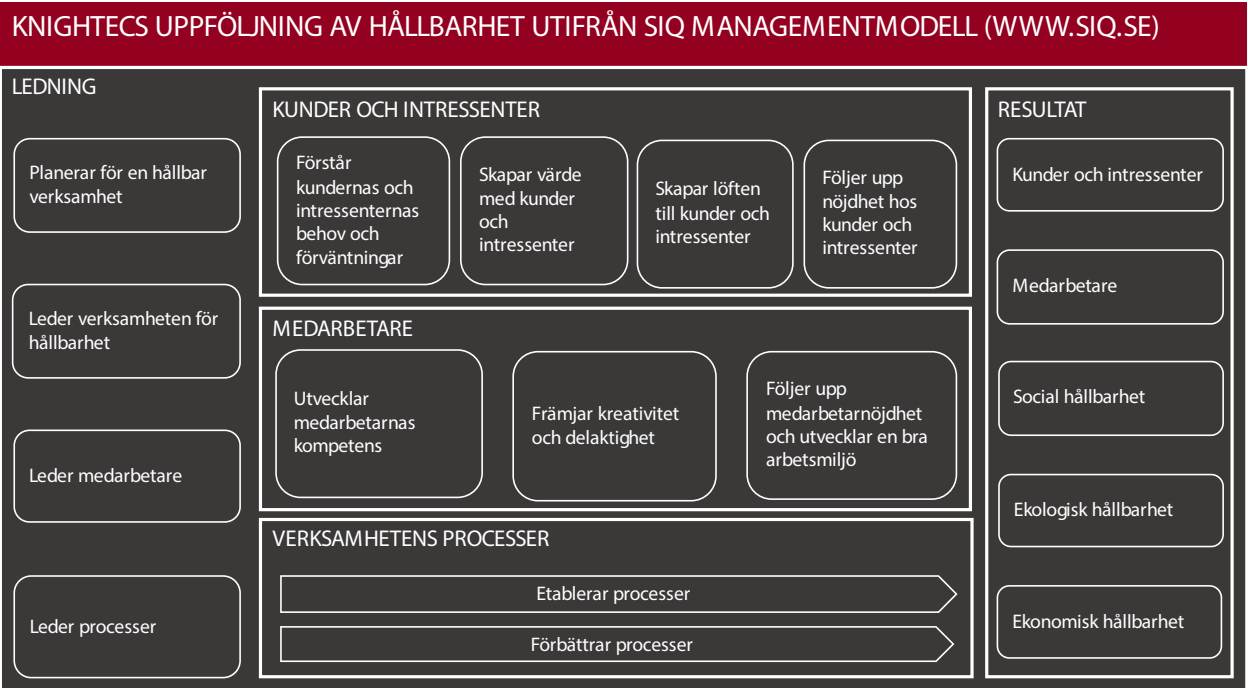 KNIGHTECS UPPFÖLJNING AV HÅLLBARHET UTIFRÅN SIQ MANAGEMENTMODELL (WWW.SIQ.SE)
LEDNING
Planerar för en hållbar
verksamhet
Leder verksamheten för
hållbarhet
Leder medarbetare
Leder processer
KUNDER OCH INTRESSENTER
Förstår
kundernas och
intressenternas
behov och
förväntningar
Skapar värde
med kunder
och
intressenter
Skapar löften
till kunder och
intressenter
Följer upp
nöjdhet hos
kunder och
intressenter
MEDARBETARE
Utvecklar
medarbetarnas
kompetens
Främjar kreativitet
och delaktighet
Följer upp
medarbetarnöjdhet
och utvecklar en bra
arbetsmiljö
VERKSAMHETENS PROCESSER
Etablerar processer
Förbättrar processer
RESULTAT
Kunder och intressenter
Medarbetare
Social hållbarhet
Ekologisk hållbarhet
Ekonomisk hållbarhet